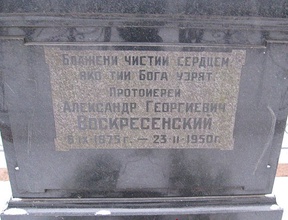 Блажени чистии сердцем,
яко тии Бога узрят.
Протоиерей
Александр Георгиевич
Воскресенский
8 IX 1875 г. — 23 II 1950 г.